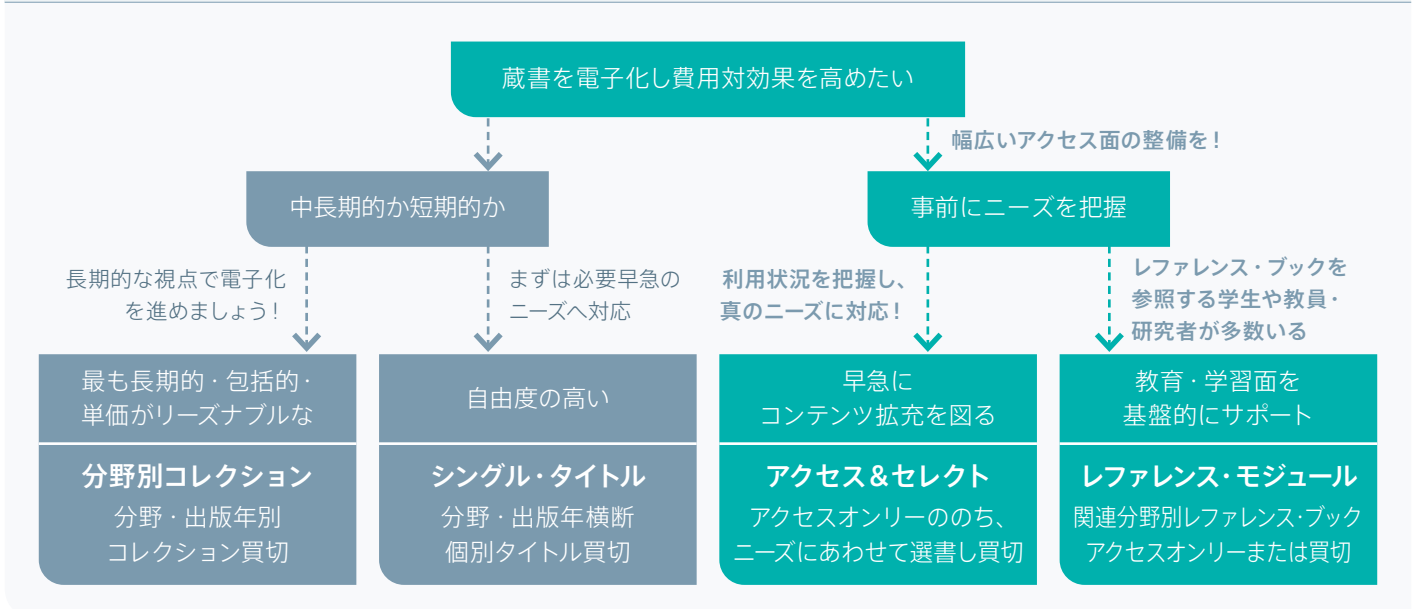 蔵書を電子化し費用対効果を高めたい
幅広いアクセス面の整備を！
中長期的か短期的か
事前にニーズを把握
長期的な視点で電子化
を進めましょう！
まずは必要早急の
ニーズへ対応
利用状況を把握し、
真のニーズに対応！
レファレンス・ブックを
参照する学生や教員・
研究者が多数いる
最も長期的・包括的・
単価がリーズナブルな
分野別コレクション
分野・出版年別
コレクション買切
自由度の高い
シングル・タイトル
分野・出版年横断
個別タイトル買切
早急に
コンテンツ拡充を図る
アクセス＆セレクト
アクセスオンリーののち、
ニーズにあわせて選書し買切
教育・学習面を
基盤的にサポート
レファレンス・モジュール
関連分野別レファレンス・ブック
アクセスオンリーまたは買切